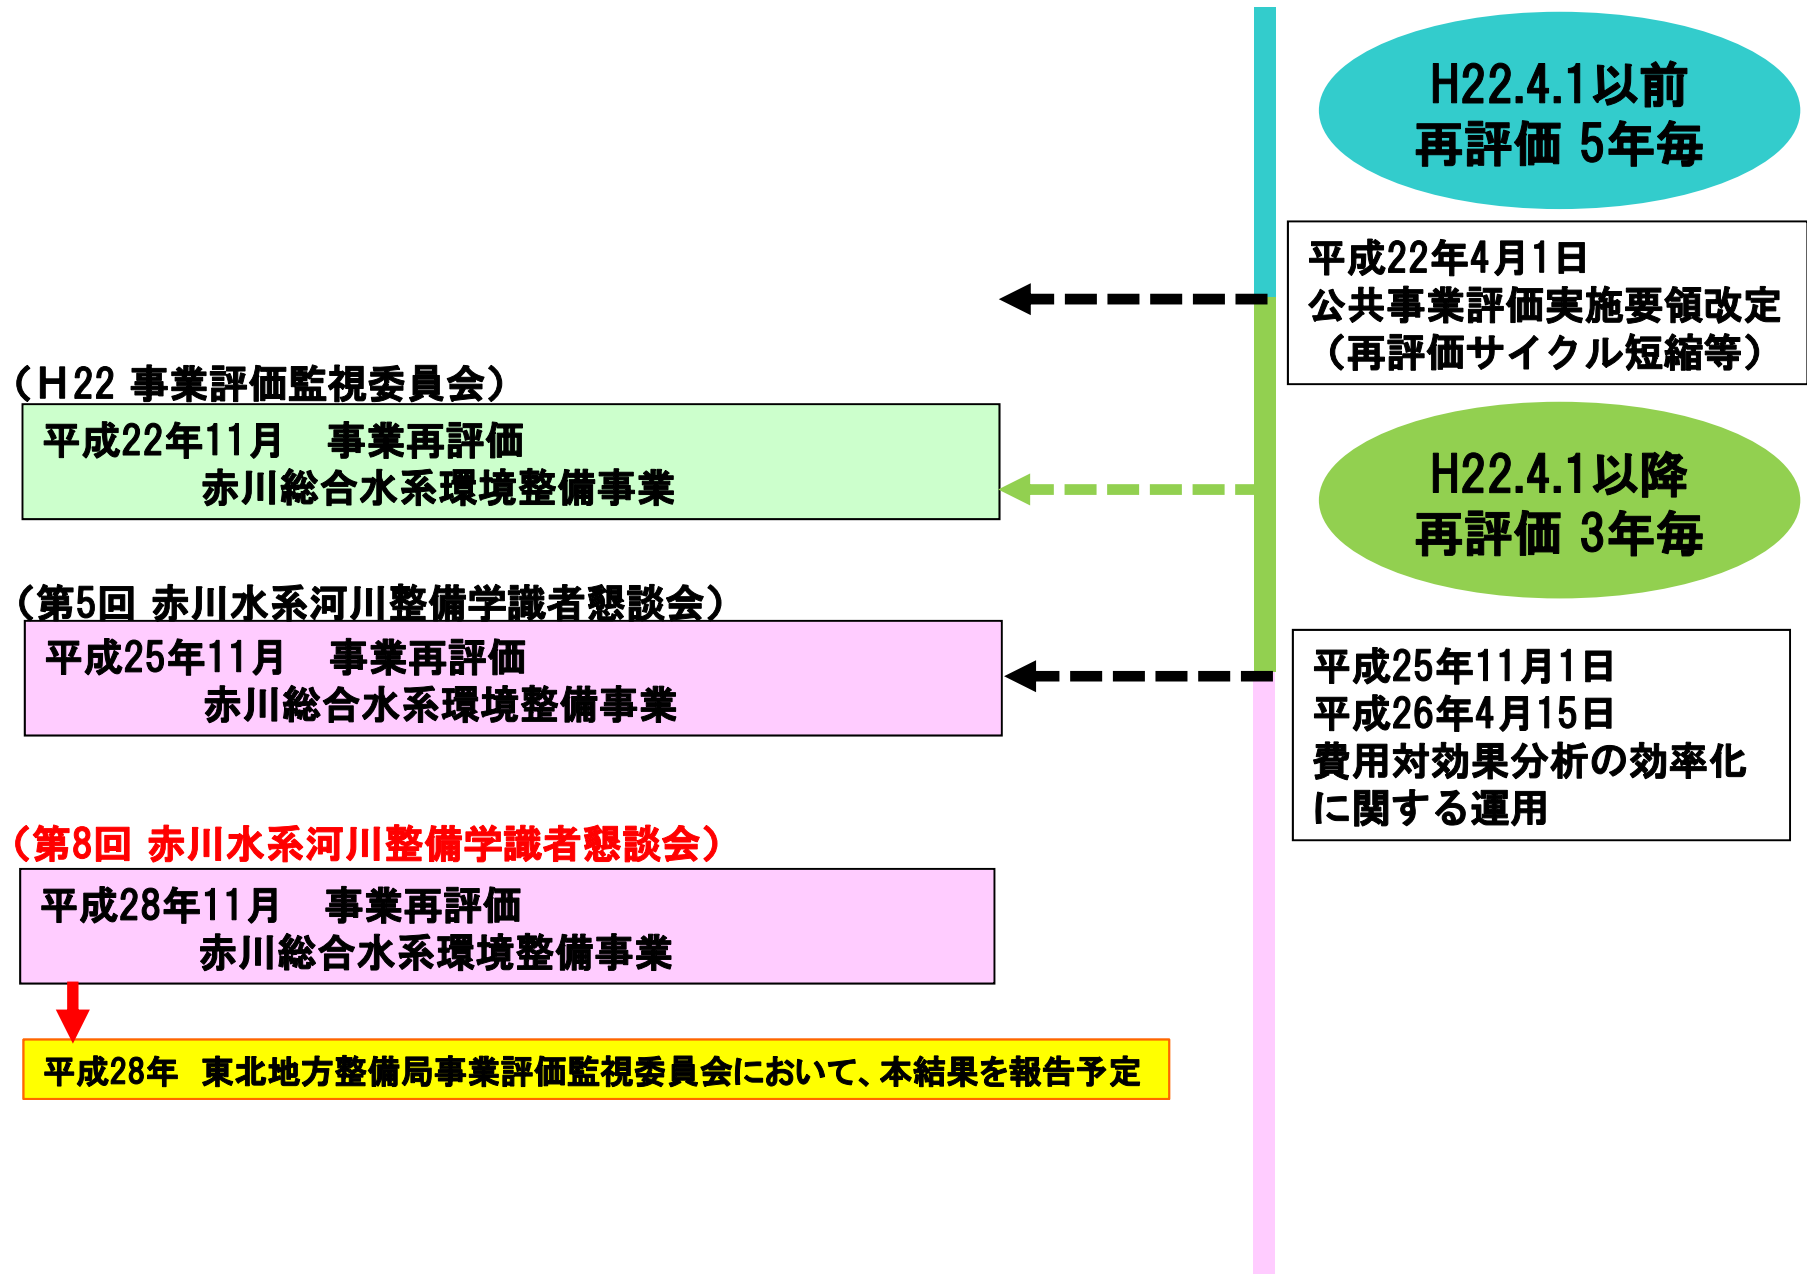 H22.4.1以前
再評価 5年毎
平成22年4月1日
公共事業評価実施要領改定
（再評価サイクル短縮等）
（Ｈ22 事業評価監視委員会）
平成22年11月　事業再評価
赤川総合水系環境整備事業
H22.4.1以降
再評価 3年毎
（第5回 赤川水系河川整備学識者懇談会）
平成25年11月　事業再評価
赤川総合水系環境整備事業
平成25年11月1日
平成26年4月15日
費用対効果分析の効率化
に関する運用
（第8回 赤川水系河川整備学識者懇談会）
平成28年11月　事業再評価
赤川総合水系環境整備事業
平成28年　東北地方整備局事業評価監視委員会において、本結果を報告予定